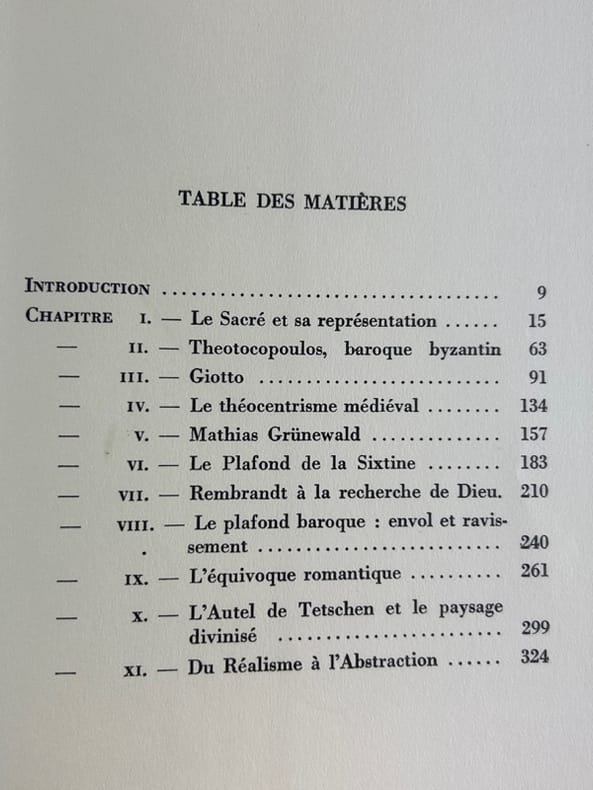 TABLE DES MATIÈRES
INTRODUCTION .................................... 9
CHAPITRE I. — Le Sacré et sa représentation ...... 15
— II. — Theotocopoulos, baroque byzantin 63
— III. — Giotto .......................... 91
— IV. — Le théocentrisme médiéval ........ 134
— V. — Mathias Grünewald .............. 157
— VI. — Le Plafond de la Sixtine ........ 183
— VII. — Rembrandt à la recherche de Dieu. 210
— VIII. — Le plafond baroque : envol et ravis-
sement .......................... 240
— IX. — L'équivoque romantique .......... 261
— X. — L'Autel de Tetschen et le paysage
divinisé ........................ 299
— XI. — Du Réalisme à l'Abstraction ...... 324